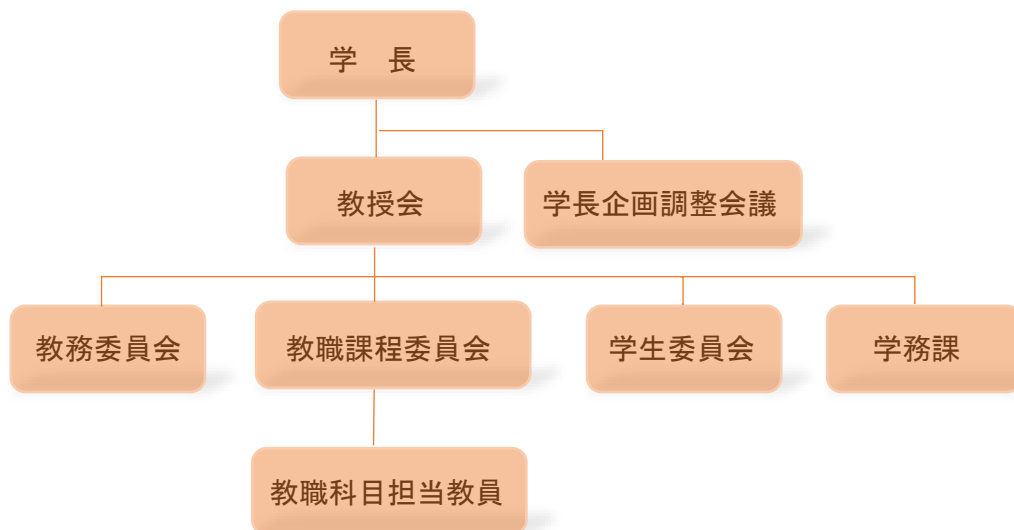 学　長
教授会
学長企画調整会議
教務委員会
教職課程委員会
学生委員会
学務課
教職科目担当教員